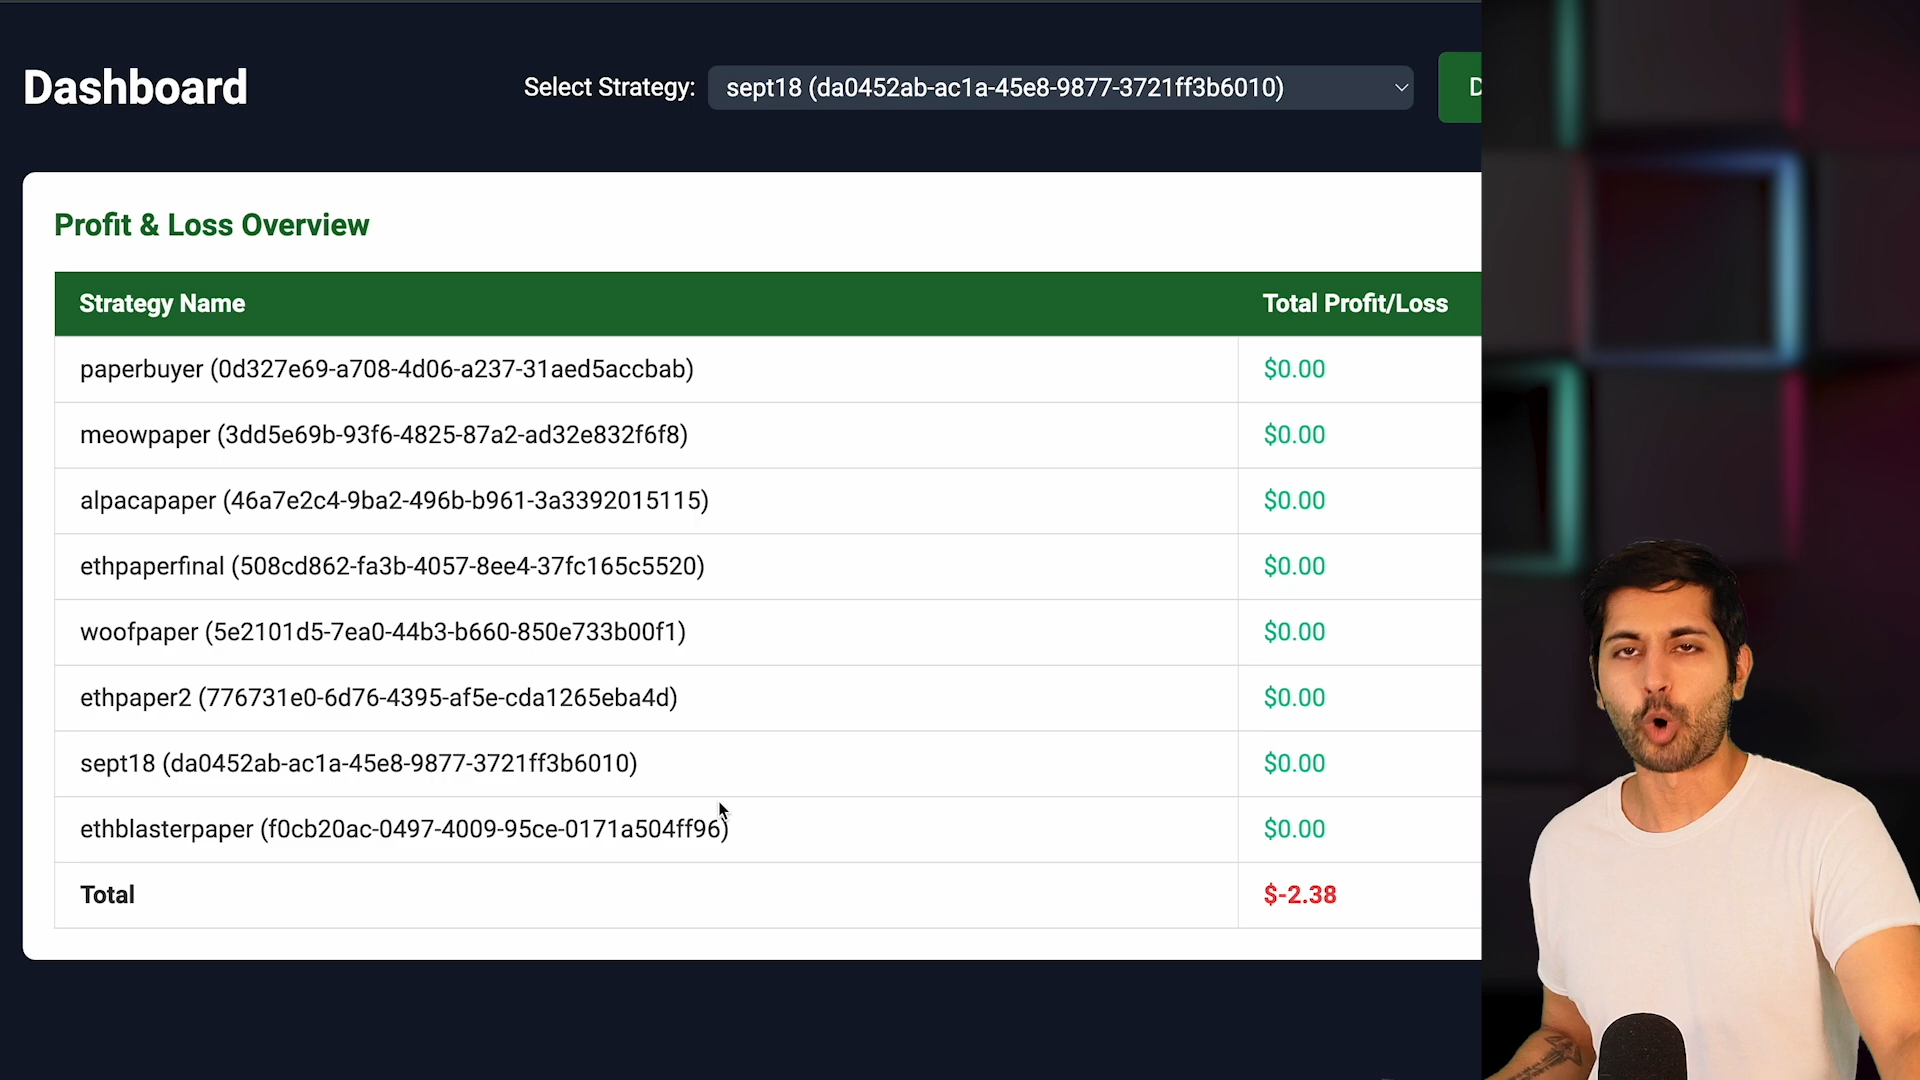 Dashboard
Select Strategy:
sept18 (da0452ab-ac1a-45e8-9877-3721ff3b6010)
D
Profit & Loss Overview
Strategy Name
Total Profit/Loss
paperbuyer (0d327e69-a708-4d06-a237-31aed5accbab)
$0.00
meowpaper (3dd5e69b-93f6-4825-87a2-ad32e832f6f8)
$0.00
alpacapaper (46a7e2c4-9ba2-496b-b961-3a3392015115)
$0.00
ethpaperfinal (508cd862-fa3b-4057-8ee4-37fc165c5520)
$0.00
woofpaper (5e2101d5-7ea0-44b3-b660-850e733b00f1)
$0.00
ethpaper2 (776731e0-6d76-4395-af5e-cda1265eba4d)
$0.00
sept18 (da0452ab-ac1a-45e8-9877-3721ff3b6010)
$0.00
ethblasterpaper (f0cb20ac-0497-4009-95ce-0171a504ff96)
$0.00
Total
$-2.38